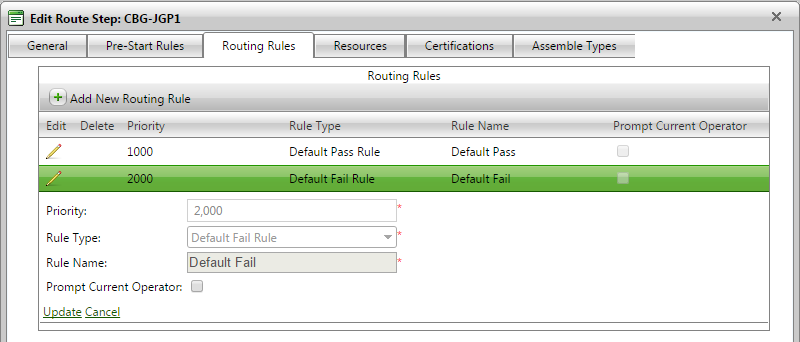 Edit Route Step: CBG-JGP1
General Pre-Start Rules Routing Rules Resources Certifications Assemble Types
Routing Rules
Add New Routing Rule
Edit Delete Priority Rule Type Rule Name Prompt Current Operator
1000 Default Pass Rule Default Pass
2000 Default Fail Rule Default Fail
Priority: 2,000 *
Rule Type: Default Fail Rule *
Rule Name: Default Fail *
Prompt Current Operator:
Update Cancel